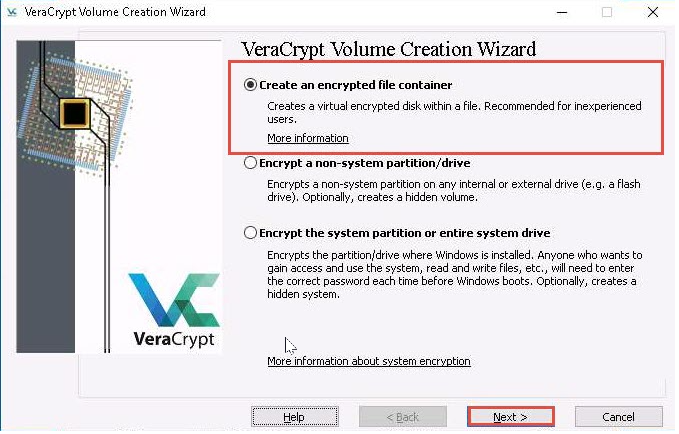 VeraCrypt Volume Creation Wizard
VeraCrypt Volume Creation Wizard
Create an encrypted file container
Creates a virtual encrypted disk within a file. Recommended for inexperienced
users.
More information
Encrypt a non-system partition/drive
Encrypts a non-system partition on any internal or external drive (e.g. a flash
drive). Optionally, creates a hidden volume.
Encrypt the system partition or entire system drive
Encrypts the partition/drive where Windows is installed. Anyone who wants to
gain access and use the system, read and write files, etc., will need to enter
the correct password each time before Windows boots. Optionally, creates a
hidden system.
VeraCrypt
More information about system encryption
Help
< Back
Next >
Cancel